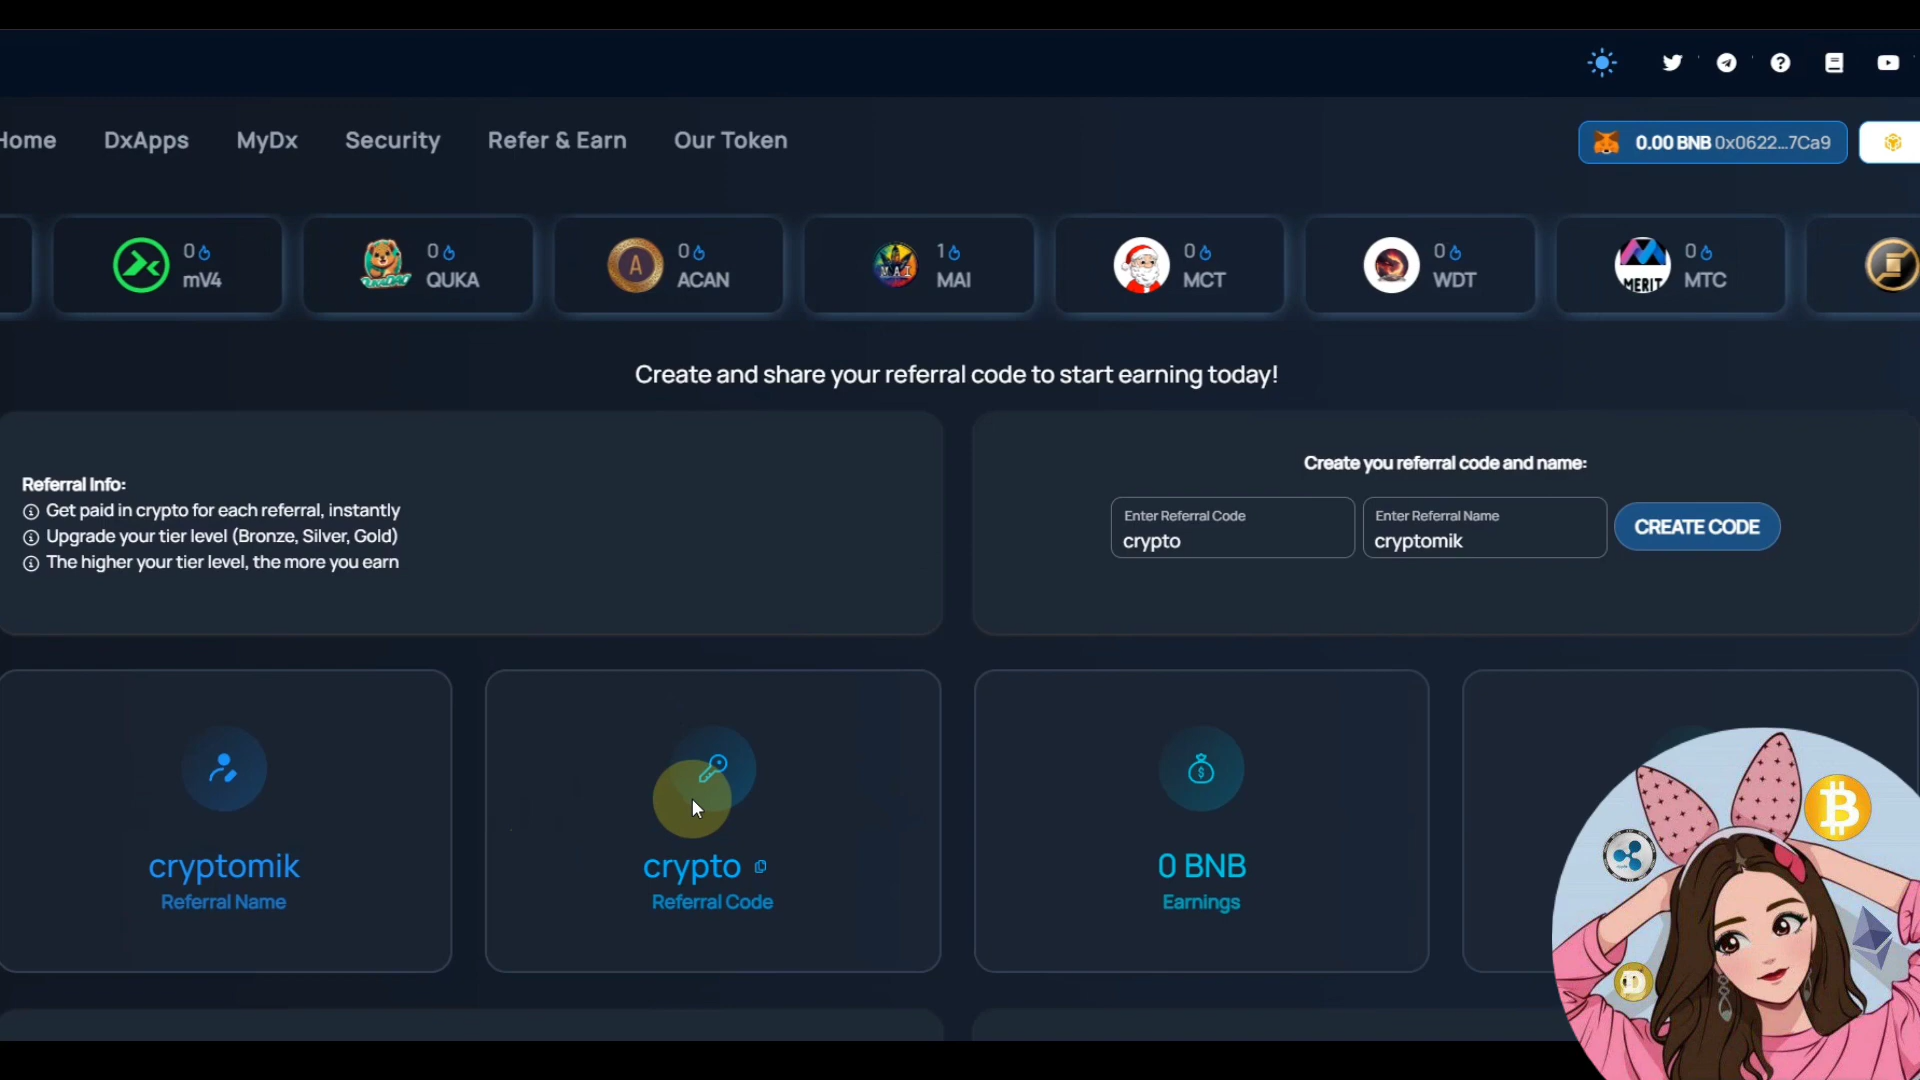 Home DxApps MyDx Security Refer & Earn Our Token
0.00 BNB 0x0622...7Ca9
0 mV4
0 QUKA
0 ACAN
MAI 1 MAI
0 MCT
0 WDT
MERIT 0 MTC
Create and share your referral code to start earning today!
Referral Info:
Get paid in crypto for each referral, instantly
Upgrade your tier level (Bronze, Silver, Gold)
The higher your tier level, the more you earn
Create you referral code and name:
Enter Referral Code
crypto
Enter Referral Name
cryptomik
CREATE CODE
cryptomik
Referral Name
crypto
Referral Code
0 BNB
Earnings